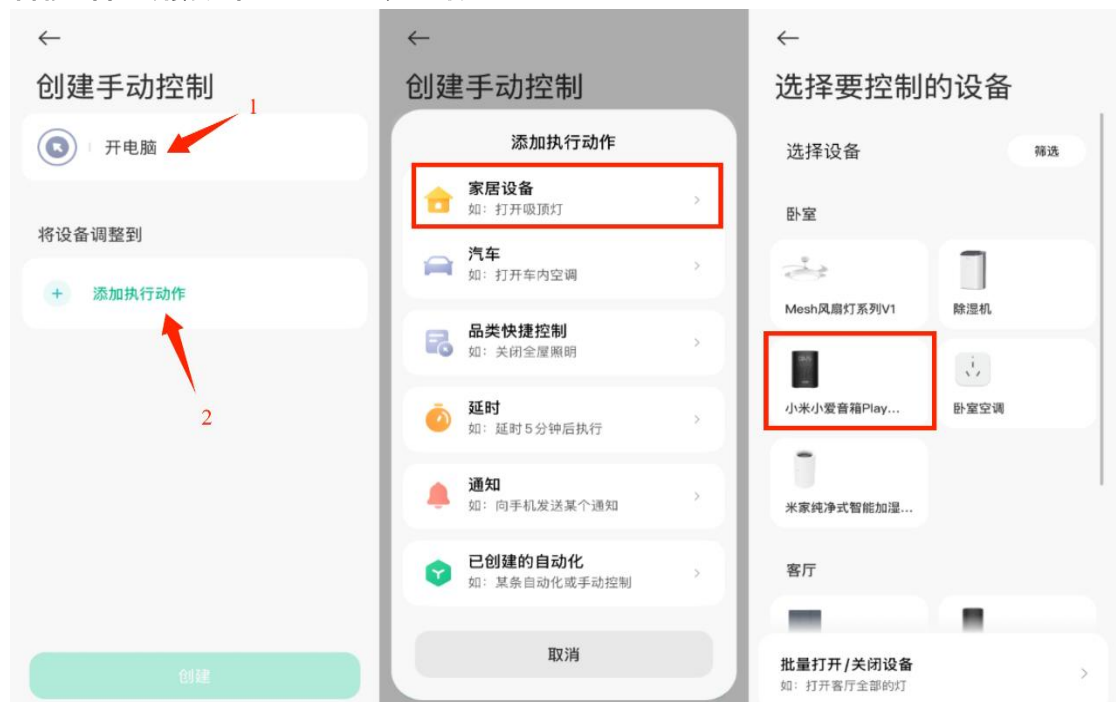 创建手动控制
1
开电脑
将设备调整到
+ 添加执行动作
2
创建
创建手动控制
添加执行动作
家居设备
如：打开吸顶灯
汽车
如：打开车内空调
品类快捷控制
如：关闭全屋照明
延时
如：延时5分钟后执行
通知
如：向手机发送某个通知
已创建的自动化
如：某条自动化或手动控制
取消
选择要控制的设备
选择设备
筛选
卧室
Mesh风扇灯系列V1
除湿机
小米小爱音箱Play...
卧室空调
米家纯净式智能加湿...
客厅
批量打开/关闭设备
如：打开客厅全部的灯